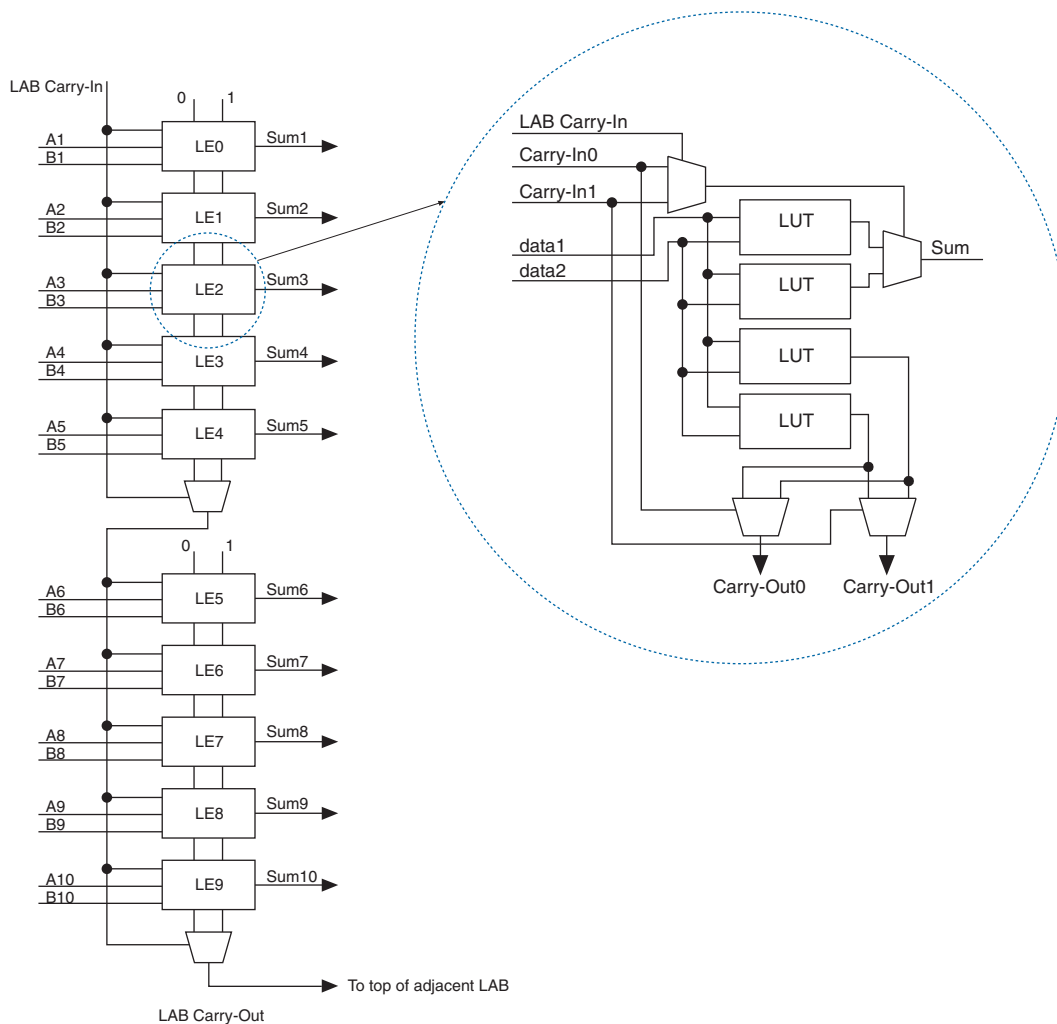 LAB Carry-In
0 1
A1
B1
LE0
Sum1
A2
B2
LE1
Sum2
A3
B3
LE2
Sum3
A4
B4
LE3
Sum4
A5
B5
LE4
Sum5
0 1
A6
B6
LE5
Sum6
A7
B7
LE6
Sum7
A8
B8
LE7
Sum8
A9
B9
LE8
Sum9
A10
B10
LE9
Sum10
To top of adjacent LAB
LAB Carry-Out
LAB Carry-In
Carry-In0
Carry-In1
data1
data2
LUT
LUT
LUT
LUT
Sum
Carry-Out0 Carry-Out1